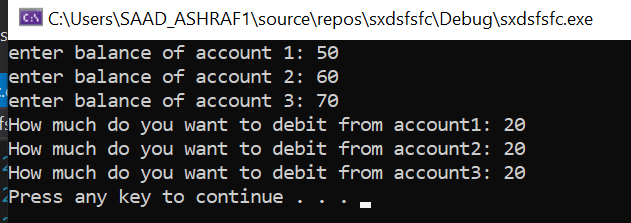 C:\Users\SAAD_ASHRAF1\source\repos\sxdsfsfc\Debug\sxdsfsfc.exe
enter balance of account 1: 50
enter balance of account 2: 60
enter balance of account 3: 70
How much do you want to debit from account1: 20
How much do you want to debit from account2: 20
How much do you want to debit from account3: 20
Press any key to continue . . .